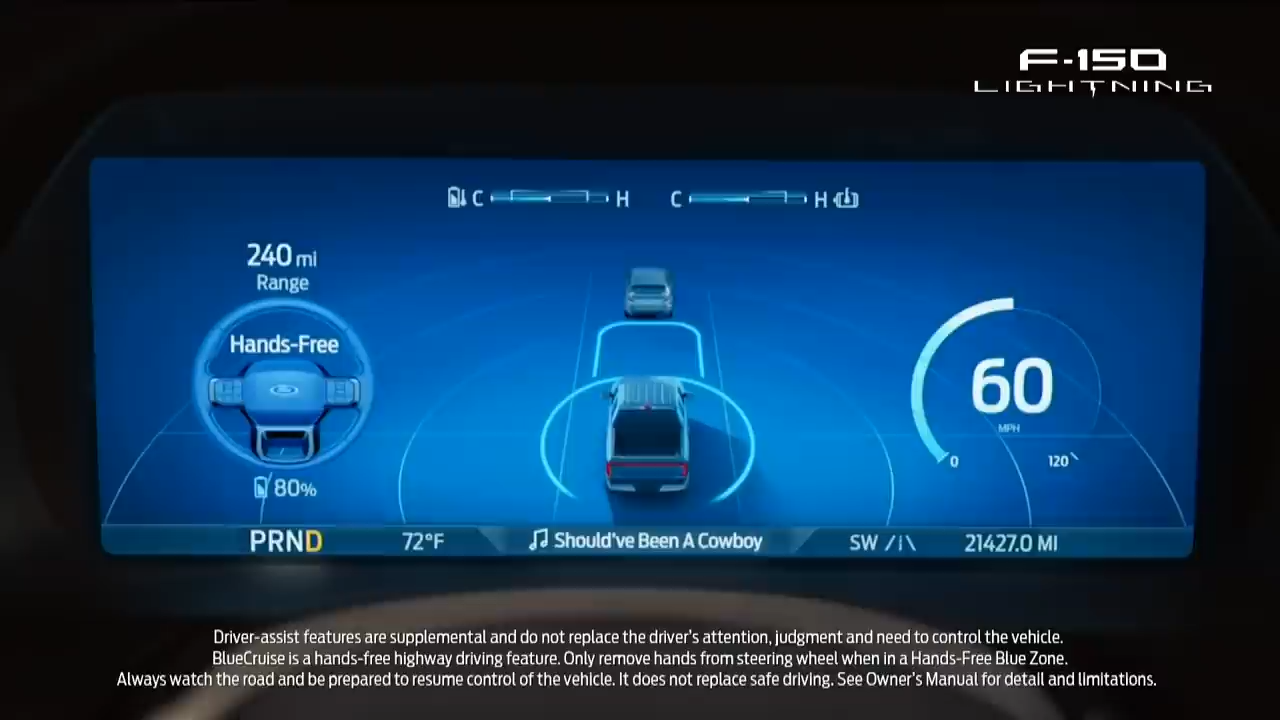 F-150
LIGHTNING
C H C H
240 mi
Range
Hands-Free
80%
60
MPH
0 120
PRND 72°F Should've Been A Cowboy SW 21427.0 MI
Driver-assist features are supplemental and do not replace the driver's attention, judgment and need to control the vehicle.
BlueCruise is a hands-free highway driving feature. Only remove hands from steering wheel when in a Hands-Free Blue Zone.
Always watch the road and be prepared to resume control of the vehicle. It does not replace safe driving. See Owner's Manual for detail and limitations.